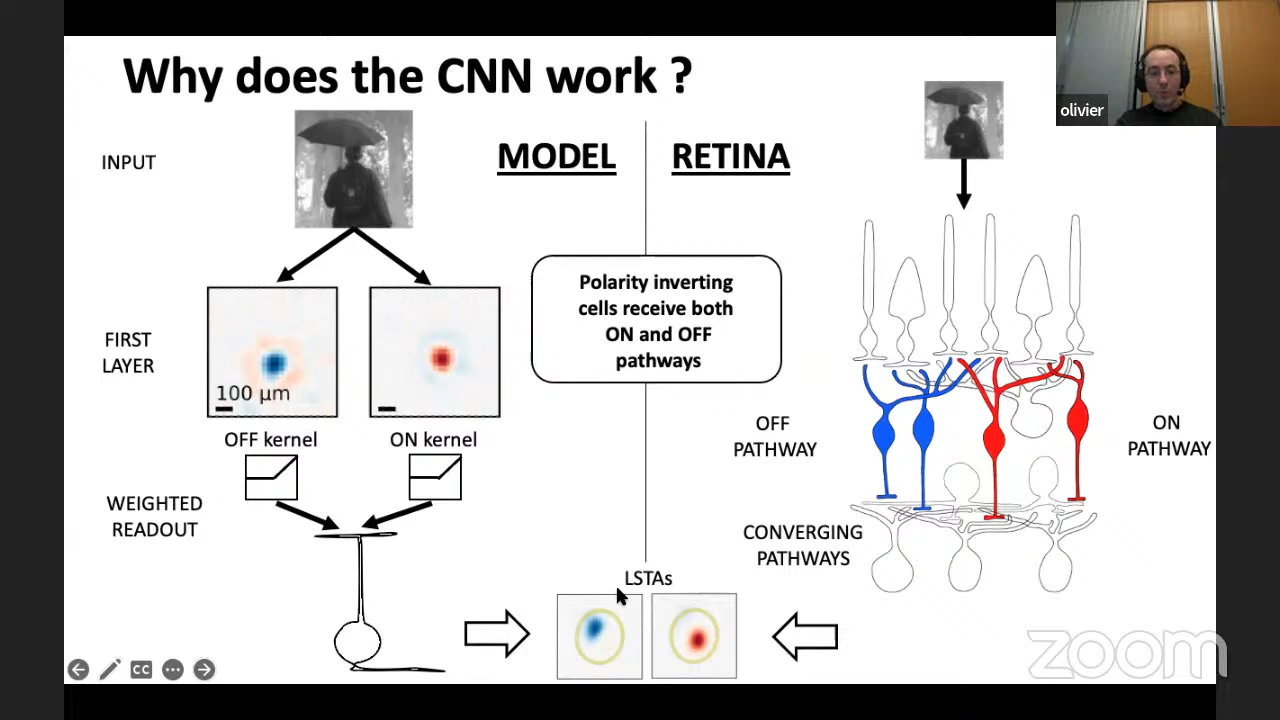 Why does the CNN work ?
olivier
INPUT
MODEL
RETINA
Polarity inverting
cells receive both
ON and OFF
pathways
FIRST
LAYER
100 µm
OFF kernel
ON kernel
OFF
PATHWAY
ON
PATHWAY
WEIGHTED
READOUT
CONVERGING
PATHWAYS
LSTAs
CC
zoom